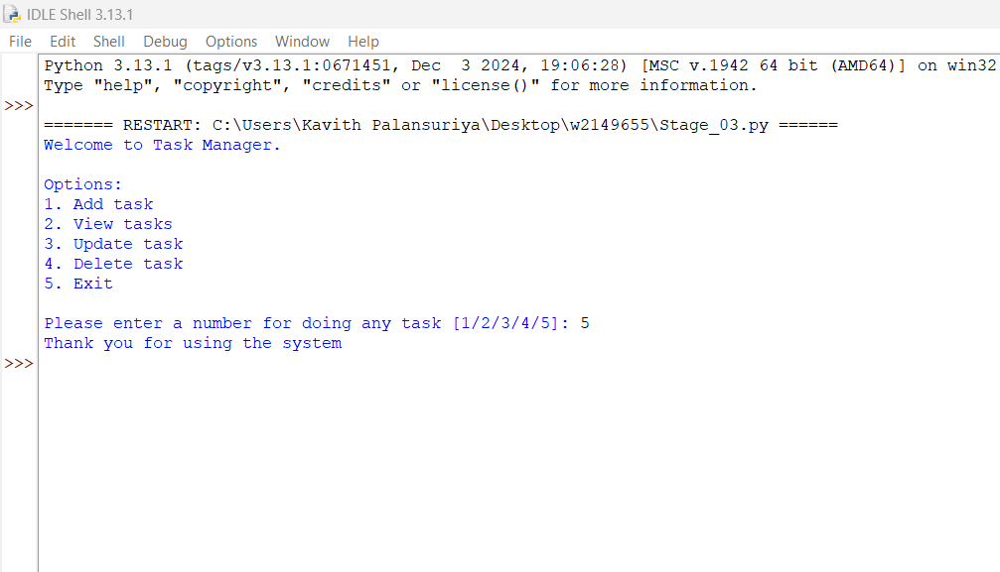 IDLE Shell 3.13.1
File Edit Shell Debug Options Window Help
Python 3.13.1 (tags/v3.13.1:0671451, Dec  3 2024, 19:06:28) [MSC v.1942 64 bit (AMD64)] on win32
Type "help", "copyright", "credits" or "license()" for more information.
>>>
======= RESTART: C:\Users\Kavith Palansuriya\Desktop\w2149655\Stage_03.py ======
Welcome to Task Manager.
Options:
1. Add task
2. View tasks
3. Update task
4. Delete task
5. Exit
Please enter a number for doing any task [1/2/3/4/5]: 5
Thank you for using the system
>>>